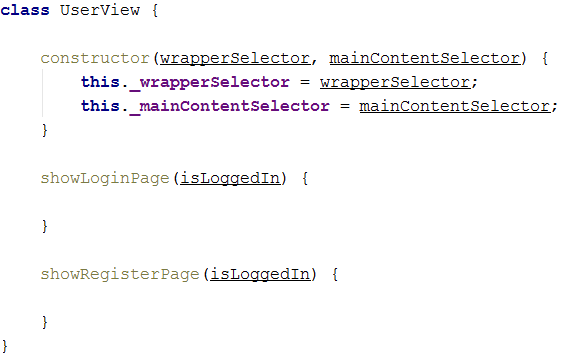 class UserView {
constructor(wrapperSelector, mainContentSelector) {
this._wrapperSelector = wrapperSelector;
this._mainContentSelector = mainContentSelector;
}
showLoginPage(isLoggedIn) {
}
showRegisterPage(isLoggedIn) {
}
}